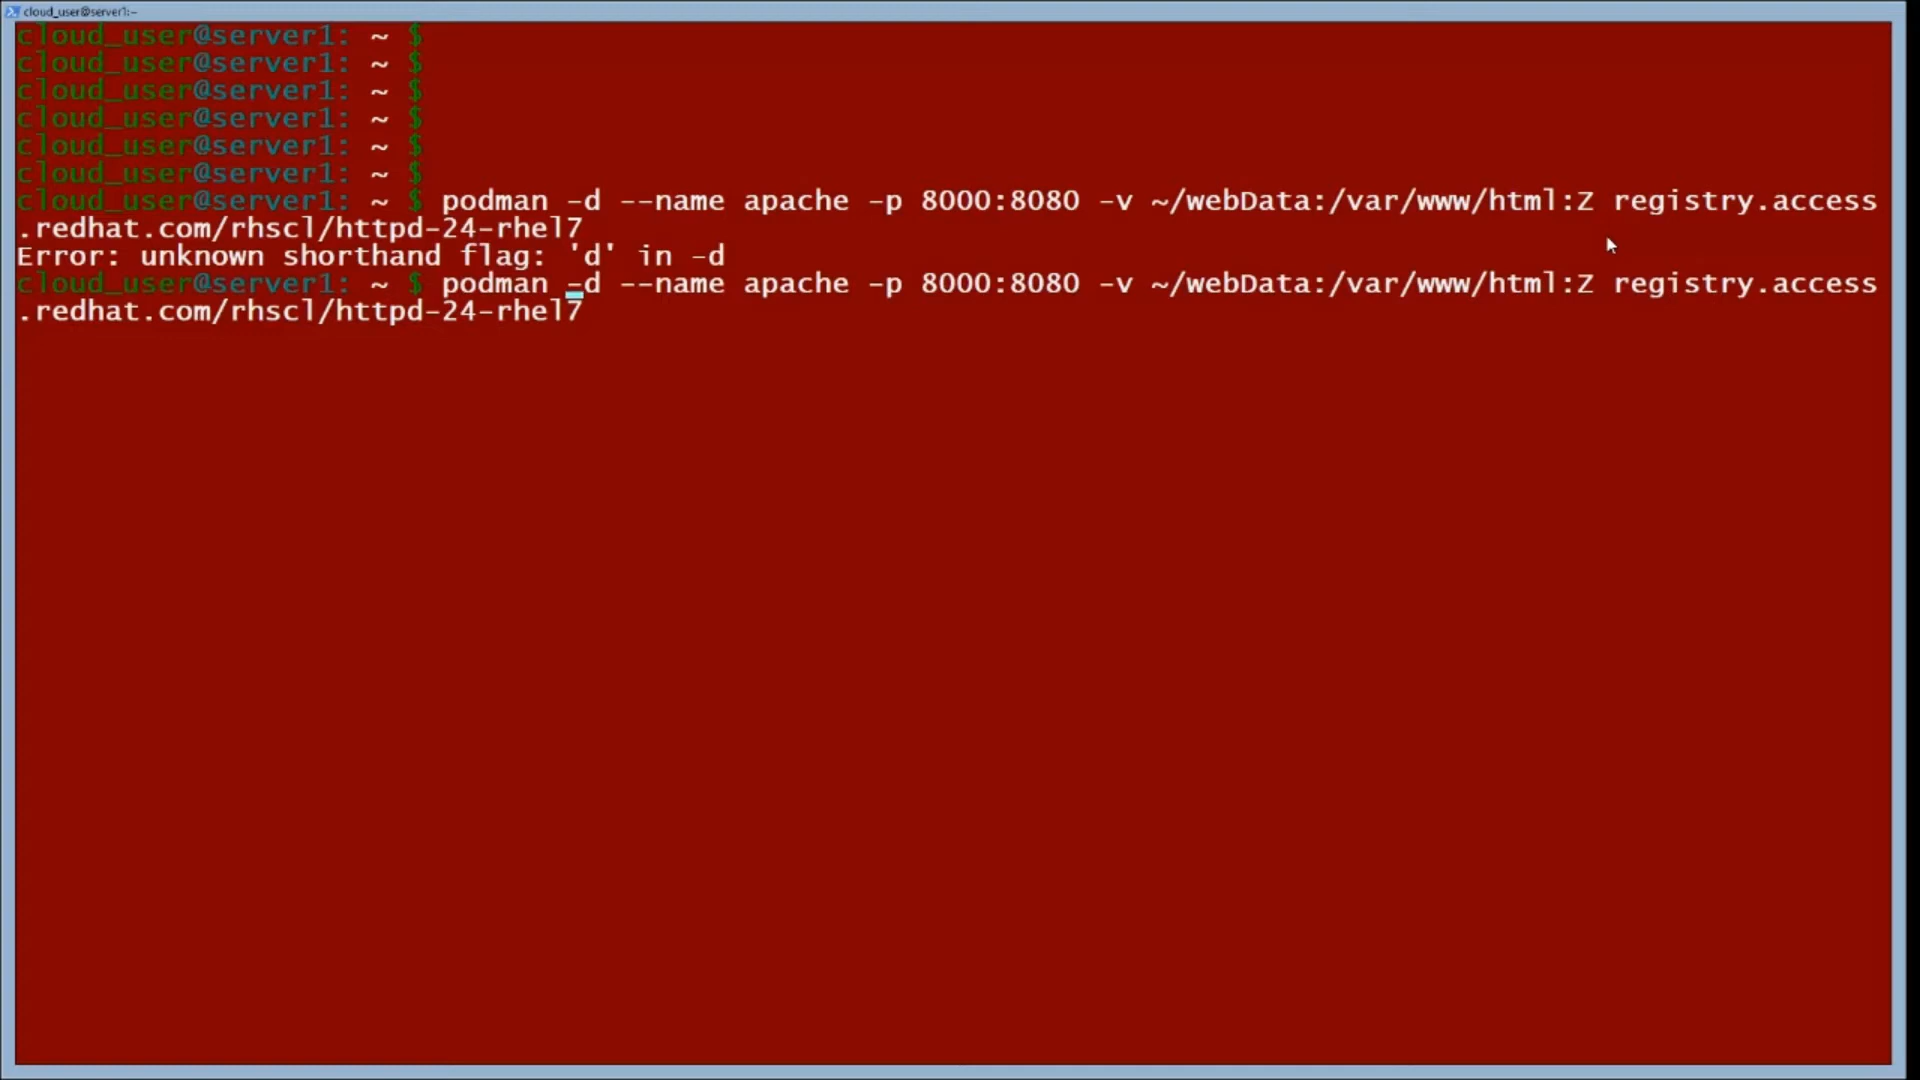 cloud_user@server1:~
cloud_user@server1: ~ $
cloud_user@server1: ~ $
cloud_user@server1: ~ $
cloud_user@server1: ~ $
cloud_user@server1: ~ $
cloud_user@server1: ~ $
cloud_user@server1: ~ $ podman -d --name apache -p 8000:8080 -v ~/webData:/var/www/html:Z registry.access
.redhat.com/rhscl/httpd-24-rhel7
Error: unknown shorthand flag: 'd' in -d
cloud_user@server1: ~ $ podman -d --name apache -p 8000:8080 -v ~/webData:/var/www/html:Z registry.access
.redhat.com/rhscl/httpd-24-rhel7